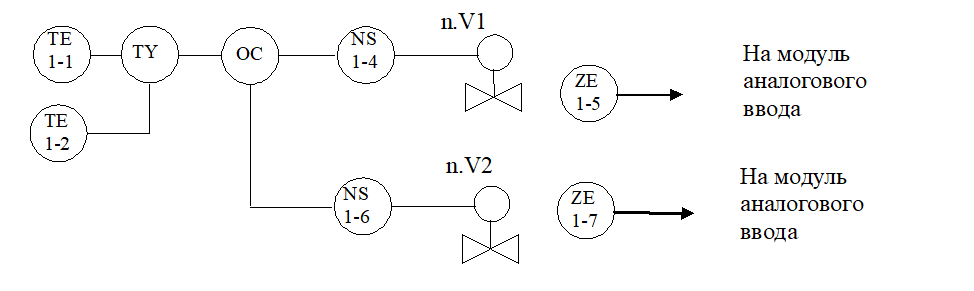 n.V1
TE
1-1
TY
OC
NS
1-4
На модуль
аналогового
ввода
ZE
1-5
TE
1-2
n.V2
NS
1-6
ZE
1-7
На модуль
аналогового
ввода